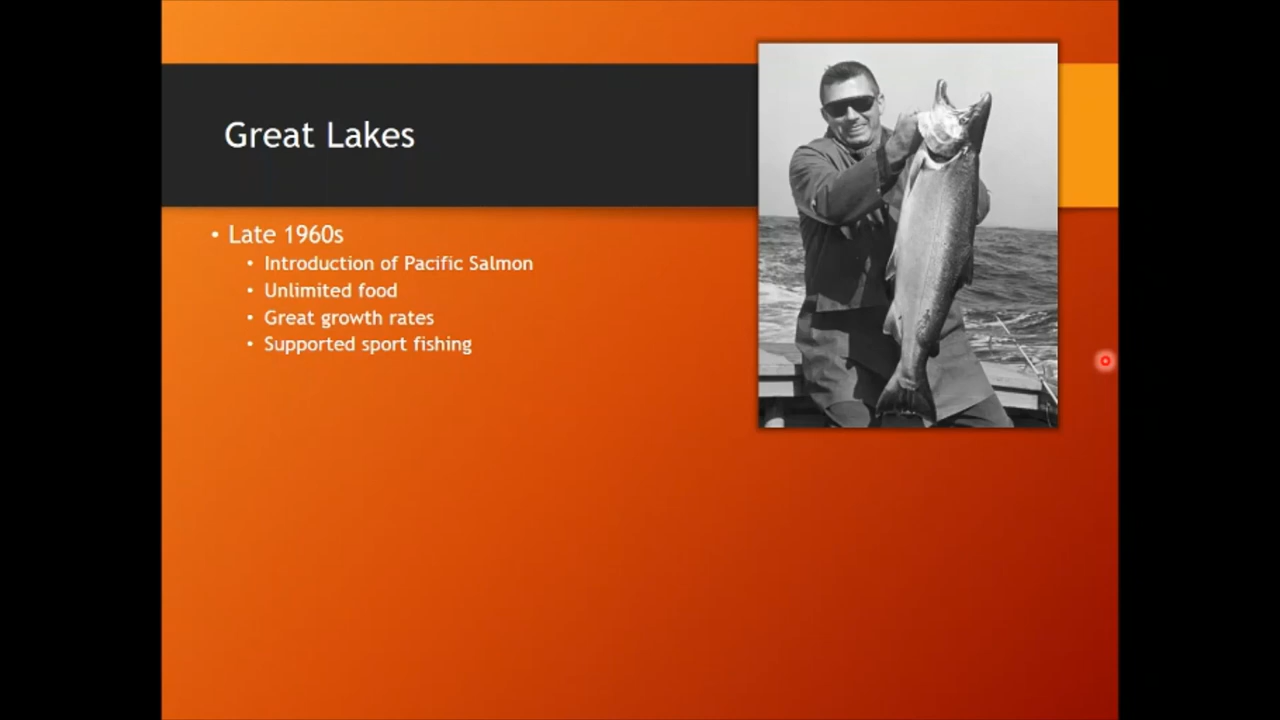 Great Lakes
• Late 1960s
• Introduction of Pacific Salmon
• Unlimited food
• Great growth rates
• Supported sport fishing